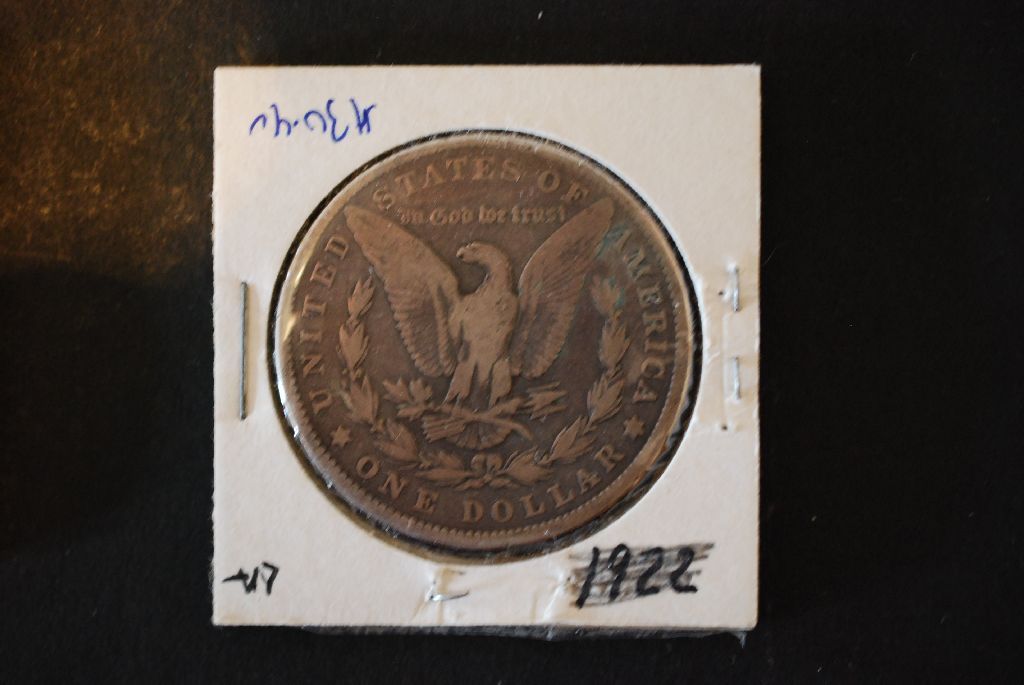 UNITED STATES OF AMERICA
In God we trust
ONE DOLLAR
1922